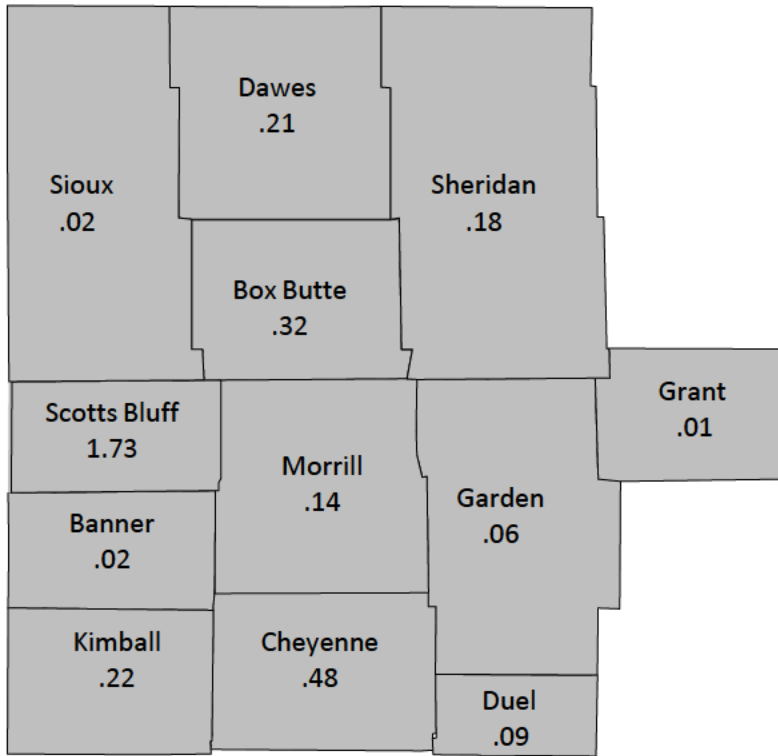 Dawes
.21
Sioux
.02
Sheridan
.18
Box Butte
.32
Scotts Bluff
1.73
Grant
.01
Morrill
.14
Garden
.06
Banner
.02
Kimball
.22
Cheyenne
.48
Duel
.09